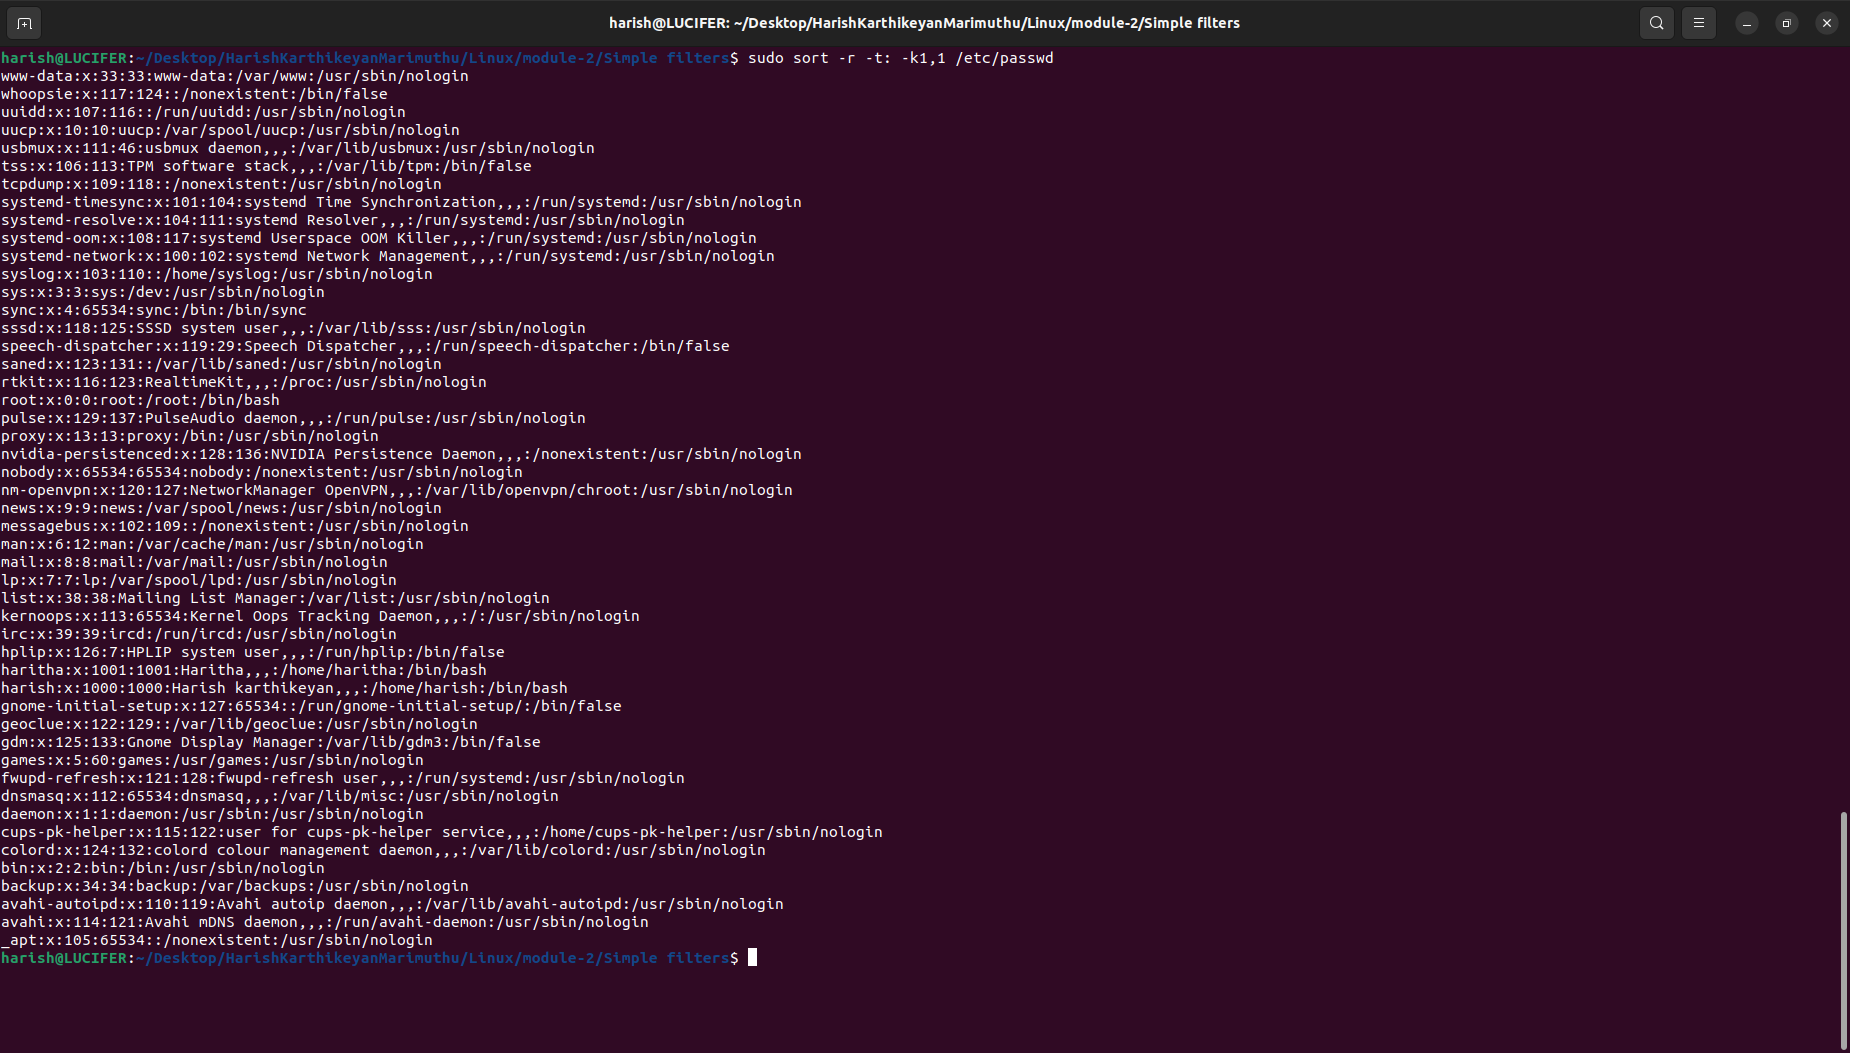 harish@LUCIFER: ~/Desktop/HarishKarthikeyanMarimuthu/Linux/module-2/Simple filters
harish@LUCIFER:~/Desktop/HarishKarthikeyanMarimuthu/Linux/module-2/Simple filters$ sudo sort -r -t: -k1,1 /etc/passwd
www-data:x:33:33:www-data:/var/www:/usr/sbin/nologin
whoopsie:x:117:124::/nonexistent:/bin/false
uuidd:x:107:116::/run/uuidd:/usr/sbin/nologin
uucp:x:10:10:uucp:/var/spool/uucp:/usr/sbin/nologin
usbmux:x:111:46:usbmux daemon,,,:/var/lib/usbmux:/usr/sbin/nologin
tss:x:106:113:TPM software stack,,,:/var/lib/tpm:/bin/false
tcpdump:x:109:118::/nonexistent:/usr/sbin/nologin
systemd-timesync:x:101:104:systemd Time Synchronization,,,:/run/systemd:/usr/sbin/nologin
systemd-resolve:x:104:111:systemd Resolver,,,:/run/systemd:/usr/sbin/nologin
systemd-oom:x:108:117:systemd Userspace OOM Killer,,,:/run/systemd:/usr/sbin/nologin
systemd-network:x:100:102:systemd Network Management,,,:/run/systemd:/usr/sbin/nologin
syslog:x:103:110::/home/syslog:/usr/sbin/nologin
sys:x:3:3:sys:/dev:/usr/sbin/nologin
sync:x:4:65534:sync:/bin:/bin/sync
sssd:x:118:125:SSSD system user,,,:/var/lib/sss:/usr/sbin/nologin
speech-dispatcher:x:119:29:Speech Dispatcher,,,:/run/speech-dispatcher:/bin/false
saned:x:123:131::/var/lib/saned:/usr/sbin/nologin
rtkit:x:116:123:RealtimeKit,,,:/proc:/usr/sbin/nologin
root:x:0:0:root:/root:/bin/bash
pulse:x:129:137:PulseAudio daemon,,,:/run/pulse:/usr/sbin/nologin
proxy:x:13:13:proxy:/bin:/usr/sbin/nologin
nvidia-persistenced:x:128:136:NVIDIA Persistence Daemon,,,:/nonexistent:/usr/sbin/nologin
nobody:x:65534:65534:nobody:/nonexistent:/usr/sbin/nologin
nm-openvpn:x:120:127:NetworkManager OpenVPN,,,:/var/lib/openvpn/chroot:/usr/sbin/nologin
news:x:9:9:news:/var/spool/news:/usr/sbin/nologin
messagebus:x:102:109::/nonexistent:/usr/sbin/nologin
man:x:6:12:man:/var/cache/man:/usr/sbin/nologin
mail:x:8:8:mail:/var/mail:/usr/sbin/nologin
lp:x:7:7:lp:/var/spool/lpd:/usr/sbin/nologin
list:x:38:38:Mailing List Manager:/var/list:/usr/sbin/nologin
kernoops:x:113:65534:Kernel Oops Tracking Daemon,,,:/:/usr/sbin/nologin
irc:x:39:39:ircd:/run/ircd:/usr/sbin/nologin
hplip:x:126:7:HPLIP system user,,,:/run/hplip:/bin/false
haritha:x:1001:1001:Haritha,,,:/home/haritha:/bin/bash
harish:x:1000:1000:Harish karthikeyan,,,:/home/harish:/bin/bash
gnome-initial-setup:x:127:65534::/run/gnome-initial-setup/:/bin/false
geoclue:x:122:129::/var/lib/geoclue:/usr/sbin/nologin
gdm:x:125:133:Gnome Display Manager:/var/lib/gdm3:/bin/false
games:x:5:60:games:/usr/games:/usr/sbin/nologin
fwupd-refresh:x:121:128:fwupd-refresh user,,,:/run/systemd:/usr/sbin/nologin
dnsmasq:x:112:65534:dnsmasq,,,:/var/lib/misc:/usr/sbin/nologin
daemon:x:1:1:daemon:/usr/sbin:/usr/sbin/nologin
cups-pk-helper:x:115:122:user for cups-pk-helper service,,,:/home/cups-pk-helper:/usr/sbin/nologin
colord:x:124:132:colord colour management daemon,,,:/var/lib/colord:/usr/sbin/nologin
bin:x:2:2:bin:/bin:/usr/sbin/nologin
backup:x:34:34:backup:/var/backups:/usr/sbin/nologin
avahi-autoipd:x:110:119:Avahi autoip daemon,,,:/var/lib/avahi-autoipd:/usr/sbin/nologin
avahi:x:114:121:Avahi mDNS daemon,,,:/run/avahi-daemon:/usr/sbin/nologin
_apt:x:105:65534::/nonexistent:/usr/sbin/nologin
harish@LUCIFER:~/Desktop/HarishKarthikeyanMarimuthu/Linux/module-2/Simple filters$